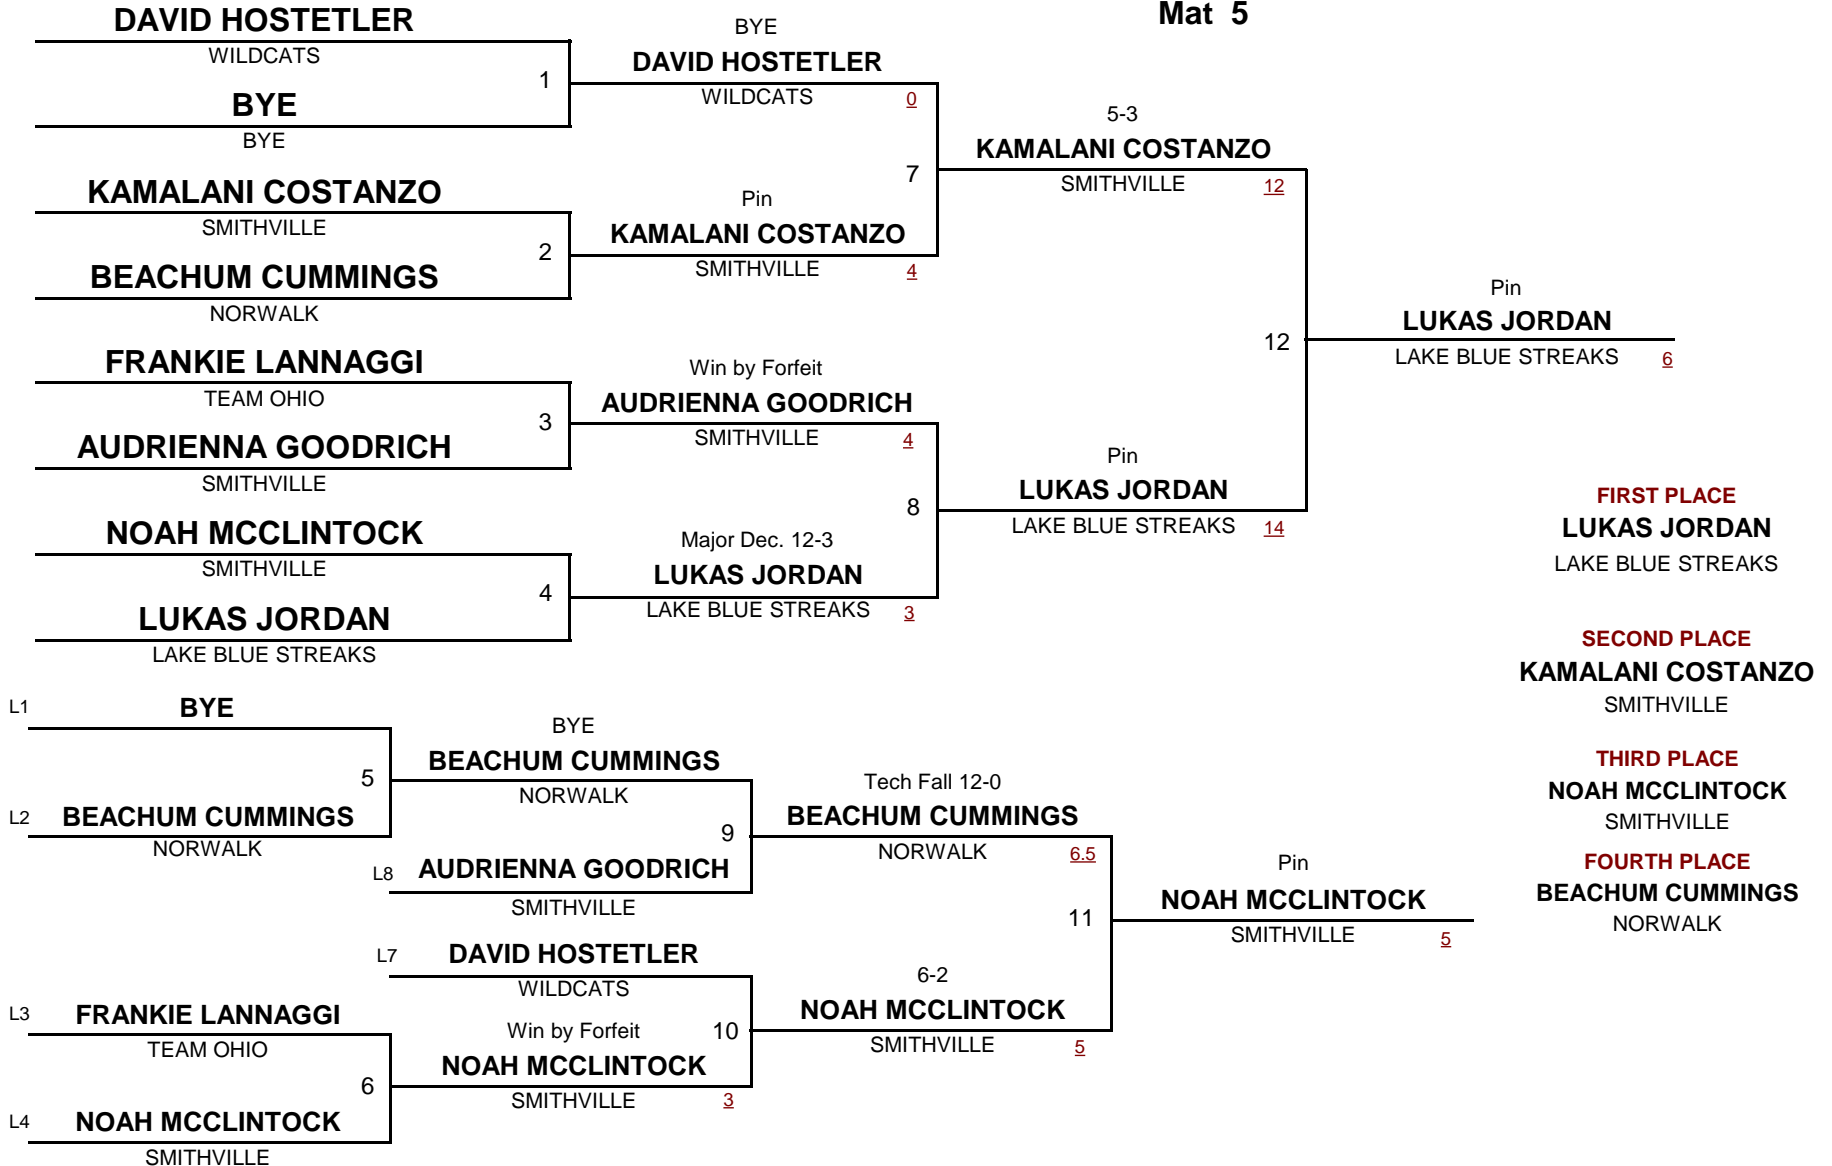 Mat 5
DAVID HOSTETLER
WILDCATS
1
BYE
BYE
KAMALANI COSTANZO
SMITHVILLE
2
BEACHUM CUMMINGS
NORWALK
FRANKIE LANNAGGI
TEAM OHIO
3
AUDRIENNA GOODRICH
SMITHVILLE
NOAH MCCLINTOCK
SMITHVILLE
4
LUKAS JORDAN
LAKE BLUE STREAKS
BYE
DAVID HOSTETLER
WILDCATS 0
7
Pin
KAMALANI COSTANZO
SMITHVILLE 4
Win by Forfeit
AUDRIENNA GOODRICH
SMITHVILLE 4
8
Major Dec. 12-3
LUKAS JORDAN
LAKE BLUE STREAKS 3
5-3
KAMALANI COSTANZO
SMITHVILLE 12
12
Pin
LUKAS JORDAN
LAKE BLUE STREAKS 14
Pin
LUKAS JORDAN
LAKE BLUE STREAKS 6
FIRST PLACE
LUKAS JORDAN
LAKE BLUE STREAKS
SECOND PLACE
KAMALANI COSTANZO
SMITHVILLE
THIRD PLACE
NOAH MCCLINTOCK
SMITHVILLE
FOURTH PLACE
BEACHUM CUMMINGS
NORWALK
L1 BYE
5
L2 BEACHUM CUMMINGS
NORWALK
L3 FRANKIE LANNAGGI
TEAM OHIO
6
L4 NOAH MCCLINTOCK
SMITHVILLE
BYE
BEACHUM CUMMINGS
NORWALK
9
L8 AUDRIENNA GOODRICH
SMITHVILLE
L7 DAVID HOSTETLER
WILDCATS
10
Win by Forfeit
NOAH MCCLINTOCK
SMITHVILLE 3
Tech Fall 12-0
BEACHUM CUMMINGS
NORWALK 6.5
11
6-2
NOAH MCCLINTOCK
SMITHVILLE 5
Pin
NOAH MCCLINTOCK
SMITHVILLE 5